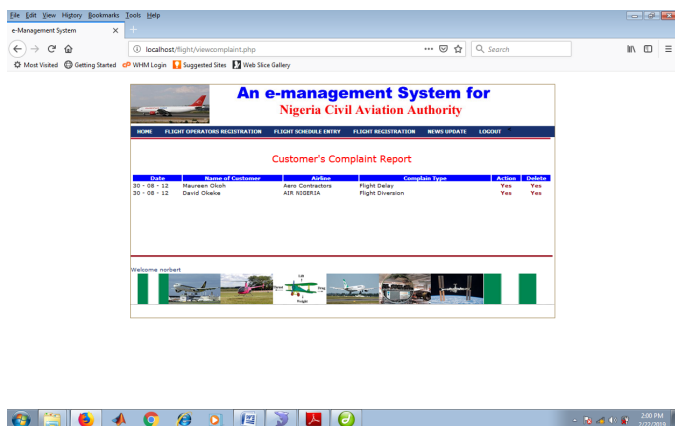 File Edit View History Bookmarks Tools Help
e-Management System
localhost/flight/viewcomplaint.php
Search
Most Visited Getting Started WHM Login Suggested Sites Web Slice Gallery
An e-management System for
Nigeria Civil Aviation Authority
HOME FLIGHT OPERATORS REGISTRATION FLIGHT SCHEDULE ENTRY FLIGHT REGISTRATION NEWS UPDATE LOGOUT
Customer's Complaint Report
Date Name of Customer Airline Complain Type Action Delete
30 - 08 - 12 Maureen Okoh Aero Contractors Flight Delay Yes Yes
30 - 08 - 12 David Okeke AIR NIGERIA Flight Diversion Yes Yes
Welcome norbert
Lift
Drag
Weight
2:00 PM